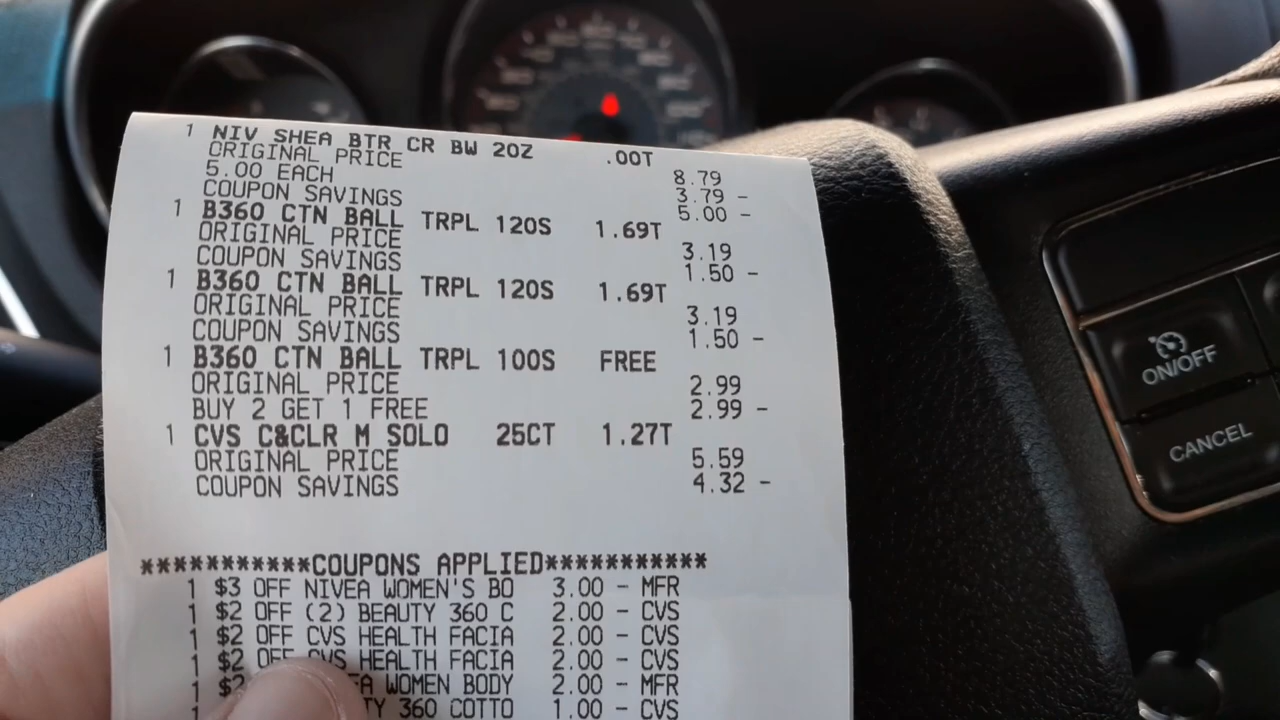 1 NIV SHEA BTR CR BW 20Z .00T
ORIGINAL PRICE 8.79
5.00 EACH 3.79 -
COUPON SAVINGS 5.00 -
1 B360 CTN BALL TRPL 120S 1.69T
ORIGINAL PRICE 3.19
COUPON SAVINGS 1.50 -
1 B360 CTN BALL TRPL 120S 1.69T
ORIGINAL PRICE 3.19
COUPON SAVINGS 1.50 -
1 B360 CTN BALL TRPL 100S FREE
ORIGINAL PRICE 2.99
BUY 2 GET 1 FREE 2.99 -
1 CVS C&CLR M SOLO 25CT 1.27T
ORIGINAL PRICE 5.59
COUPON SAVINGS 4.32 -
***********COUPONS APPLIED***********
1 $3 OFF NIVEA WOMEN'S BO 3.00 - MFR
1 $2 OFF (2) BEAUTY 360 C 2.00 - CVS
1 $2 OFF CVS HEALTH FACIA 2.00 - CVS
1 $2 OFF CVS HEALTH FACIA 2.00 - CVS
1 $2 WOMEN BODY 2.00 - MFR
1 360 COTTO 1.00 - CVS
ON/OFF
CANCEL